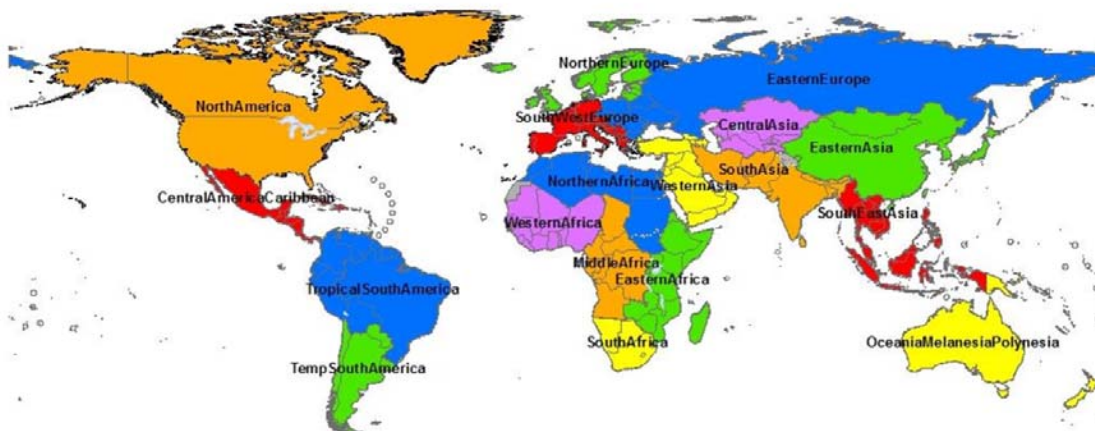 NorthernEurope
EasternEurope
NorthAmerica
SouthWestEurope
CentralAsia
EasternAsia
SouthAsia
NorthernAfrica
WesternAsia
CentralAmericaCaribbean
WesternAfrica
SouthEastAsia
MiddleAfrica
EasternAfrica
TropicalSouthAmerica
SouthAfrica
OceaniaMelanesiaPolynesia
TempSouthAmerica